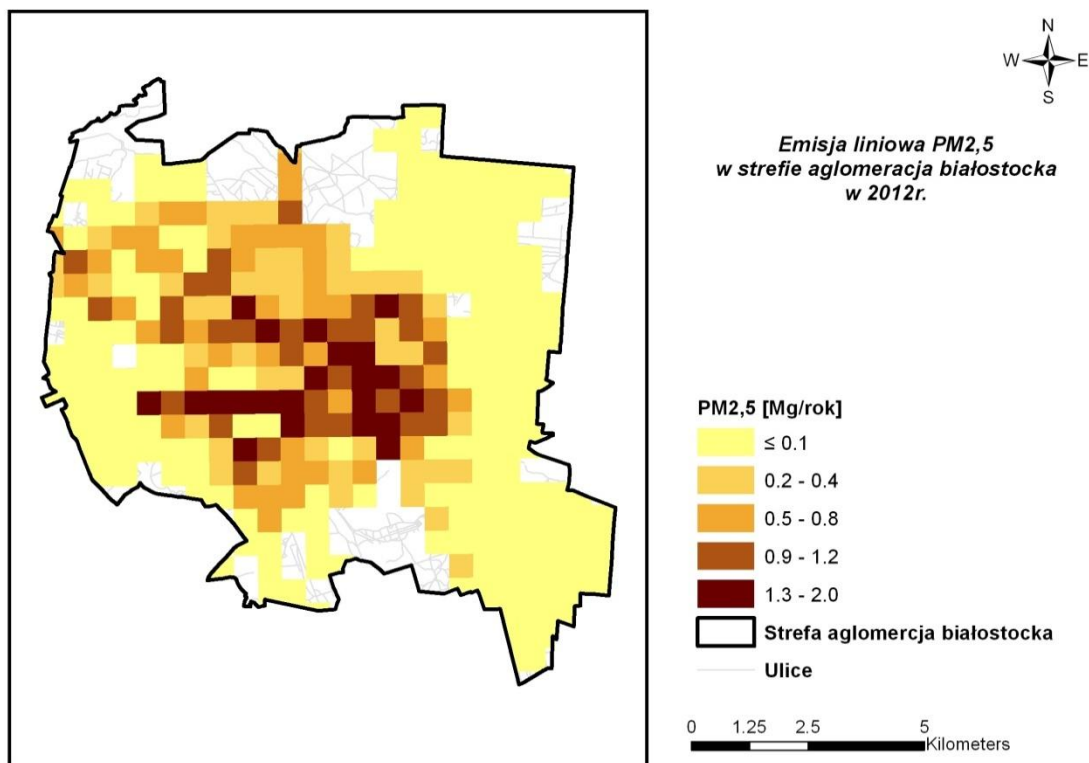 N
W E
S
Emisja liniowa PM2,5
w strefie aglomeracja białostocka
w 2012r.
PM2,5 [Mg/rok]
≤ 0.1
0.2 - 0.4
0.5 - 0.8
0.9 - 1.2
1.3 - 2.0
Strefa aglomercja białostocka
Ulice
0 1.25 2.5 5
Kilometers